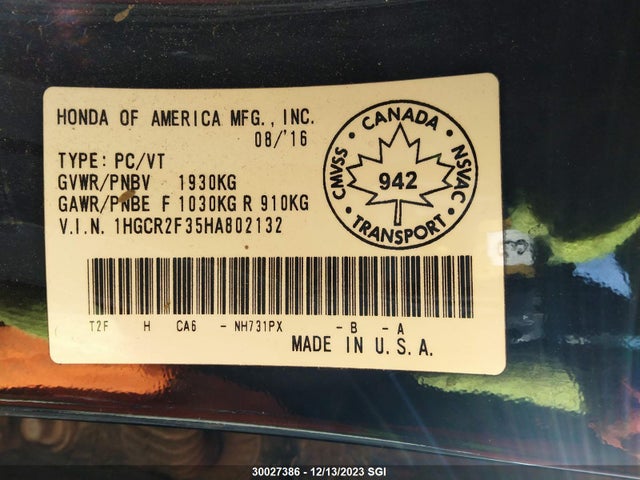 HONDA OF AMERICA MFG., INC.
08/'16
TYPE: PC/VT
GVWR/PNBV 1930KG
GAWR/PNBE F 1030KG R 910KG
V.I.N. 1HGCR2F35HA802132
CANADA
CMVSS
942
NSVAC
TRANSPORT
T2F H CA6 - NH731PX - B - A
MADE IN U.S.A.
30027386 - 12/13/2023 SGI